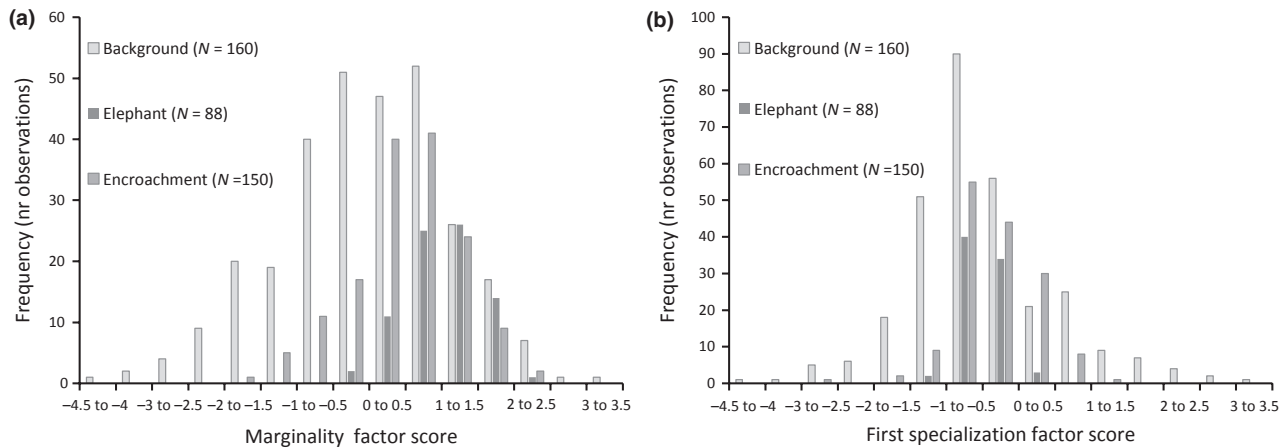 (a)
60
50
40
30
20
10
0
Frequency (nr observations)
Background (N = 160)
Elephant (N = 88)
Encroachment (N =150)
−4.5 to −4 −3 to −2.5 −2 to −1.5 −1 to −0.5 0 to 0.5 1 to 1.5 2 to 2.5 3 to 3.5
Marginality factor score
(b)
100
90
80
70
60
50
40
30
20
10
0
Frequency (nr observations)
Background (N = 160)
Elephant (N = 88)
Encroachment (N =150)
−4.5 to −4 −3 to −2.5 −2 to −1.5 −1 to −0.5 0 to 0.5 1 to 1.5 2 to 2.5 3 to 3.5
First specialization factor score